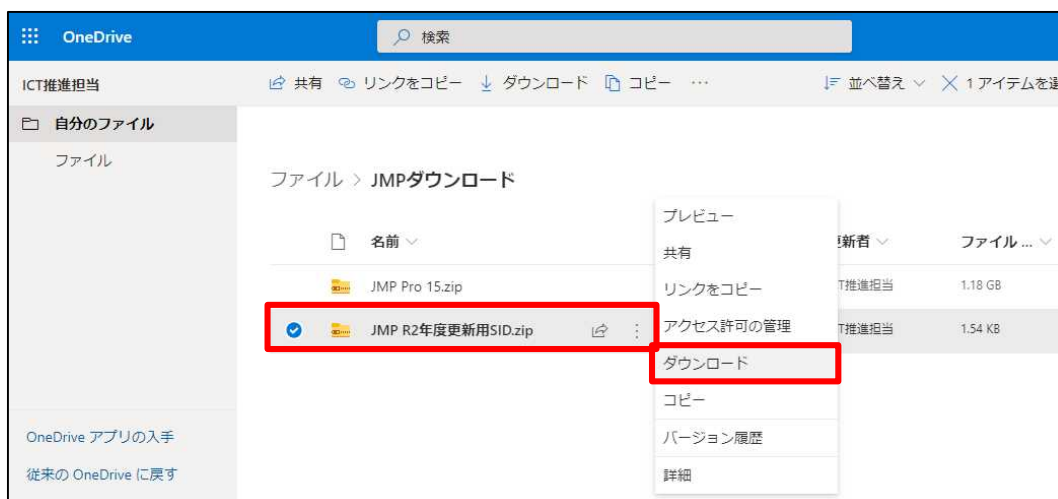 OneDrive
検索
ICT推進担当
共有 リンクをコピー ダウンロード コピー … 並べ替え 1 アイテムを選
自分のファイル
ファイル
ファイル > JMPダウンロード
名前
更新者
ファイル ...
JMP Pro 15.zip
T推進担当
1.18 GB
JMP R2年度更新用SID.zip
T推進担当
1.54 KB
プレビュー
共有
リンクをコピー
アクセス許可の管理
ダウンロード
コピー
バージョン履歴
詳細
OneDrive アプリの入手
従来の OneDrive に戻す